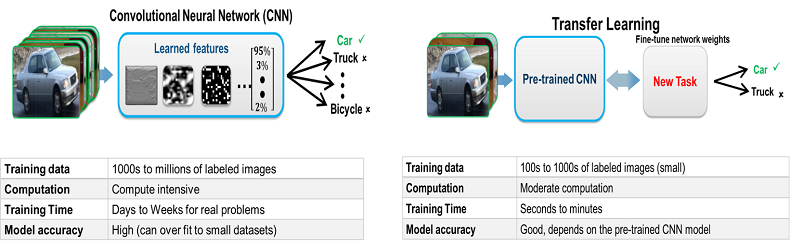 Convolutional Neural Network (CNN)
Learned features
95%
3%
2%
Car ✓
Truck ×
Bicycle ×
Training data 1000s to millions of labeled images
Computation Compute intensive
Training Time Days to Weeks for real problems
Model accuracy High (can over fit to small datasets)
Transfer Learning
Fine-tune network weights
Pre-trained CNN
New Task
Car ✓
Truck ×
Training data 100s to 1000s of labeled images (small)
Computation Moderate computation
Training Time Seconds to minutes
Model accuracy Good, depends on the pre-trained CNN model